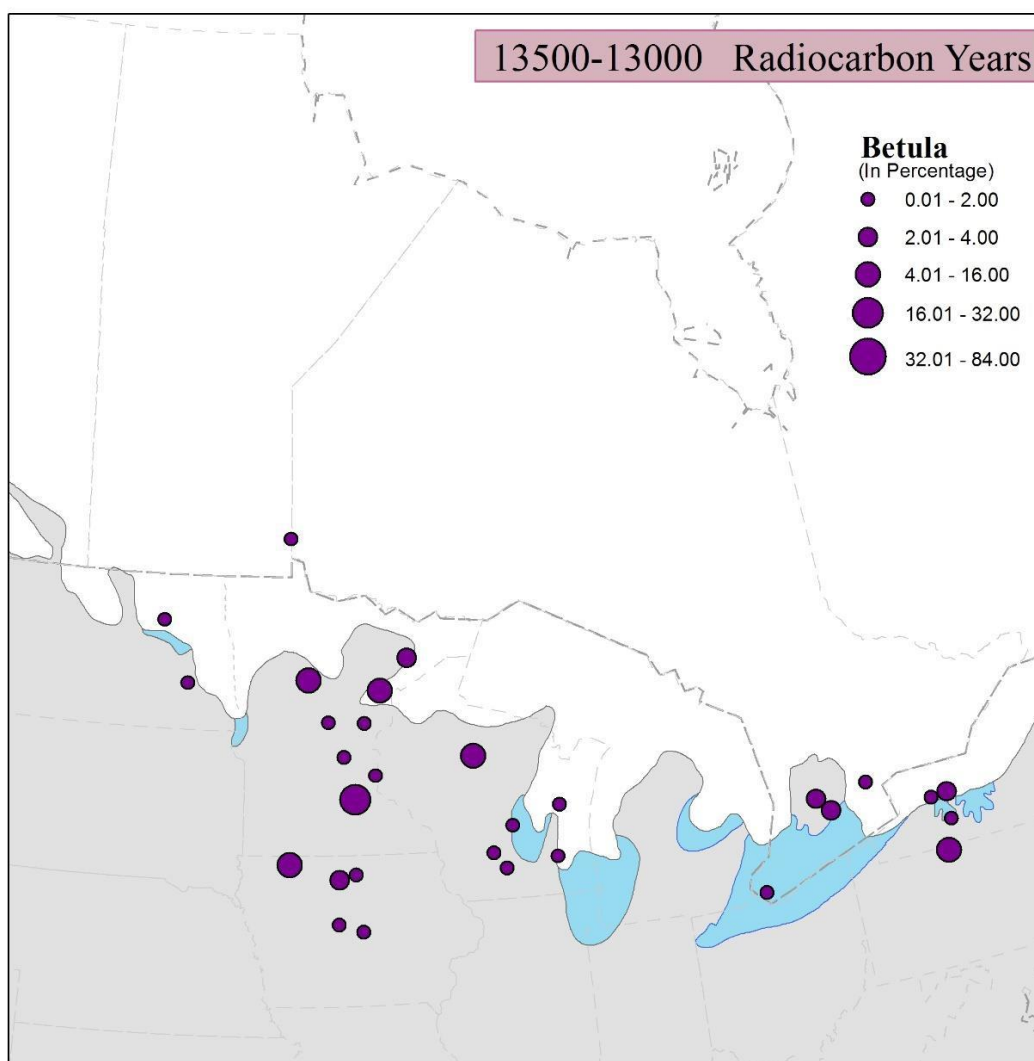 13500-13000 Radiocarbon Years
Betula
(In Percentage)
0.01 - 2.00
2.01 - 4.00
4.01 - 16.00
16.01 - 32.00
32.01 - 84.00